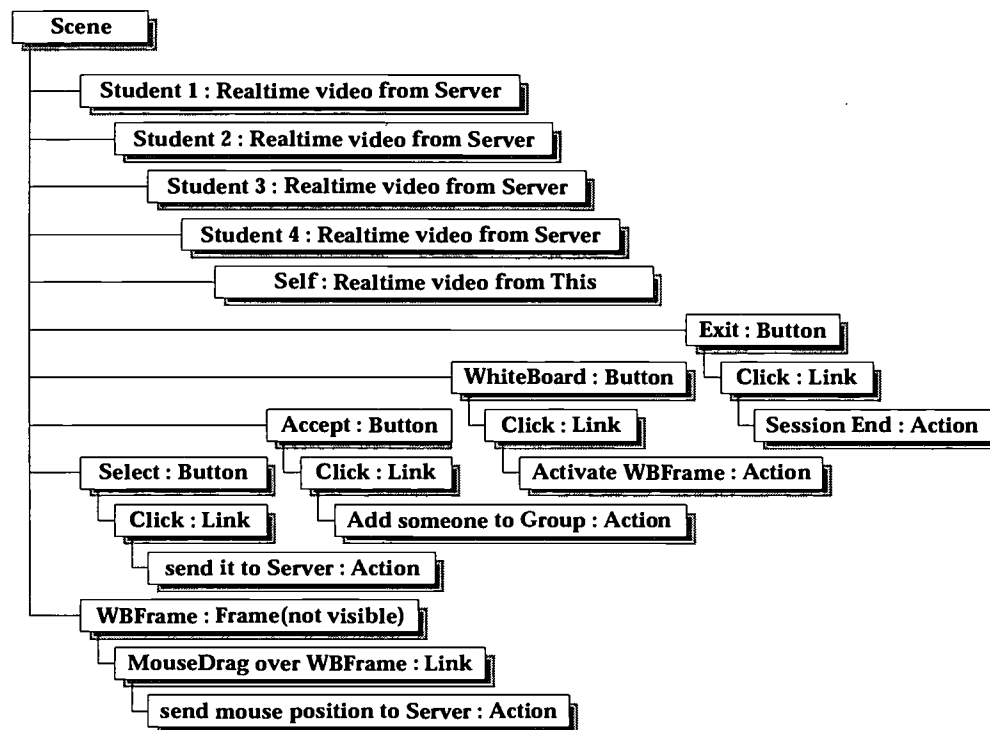 Scene
Student 1 : Realtime video from Server
Student 2 : Realtime video from Server
Student 3 : Realtime video from Server
Student 4 : Realtime video from Server
Self : Realtime video from This
Exit : Button
WhiteBoard : Button
Click : Link
Accept : Button
Click : Link
Session End : Action
Select : Button
Click : Link
Activate WBFrame : Action
Click : Link
Add someone to Group : Action
send it to Server : Action
WBFrame : Frame(not visible)
MouseDrag over WBFrame : Link
send mouse position to Server : Action